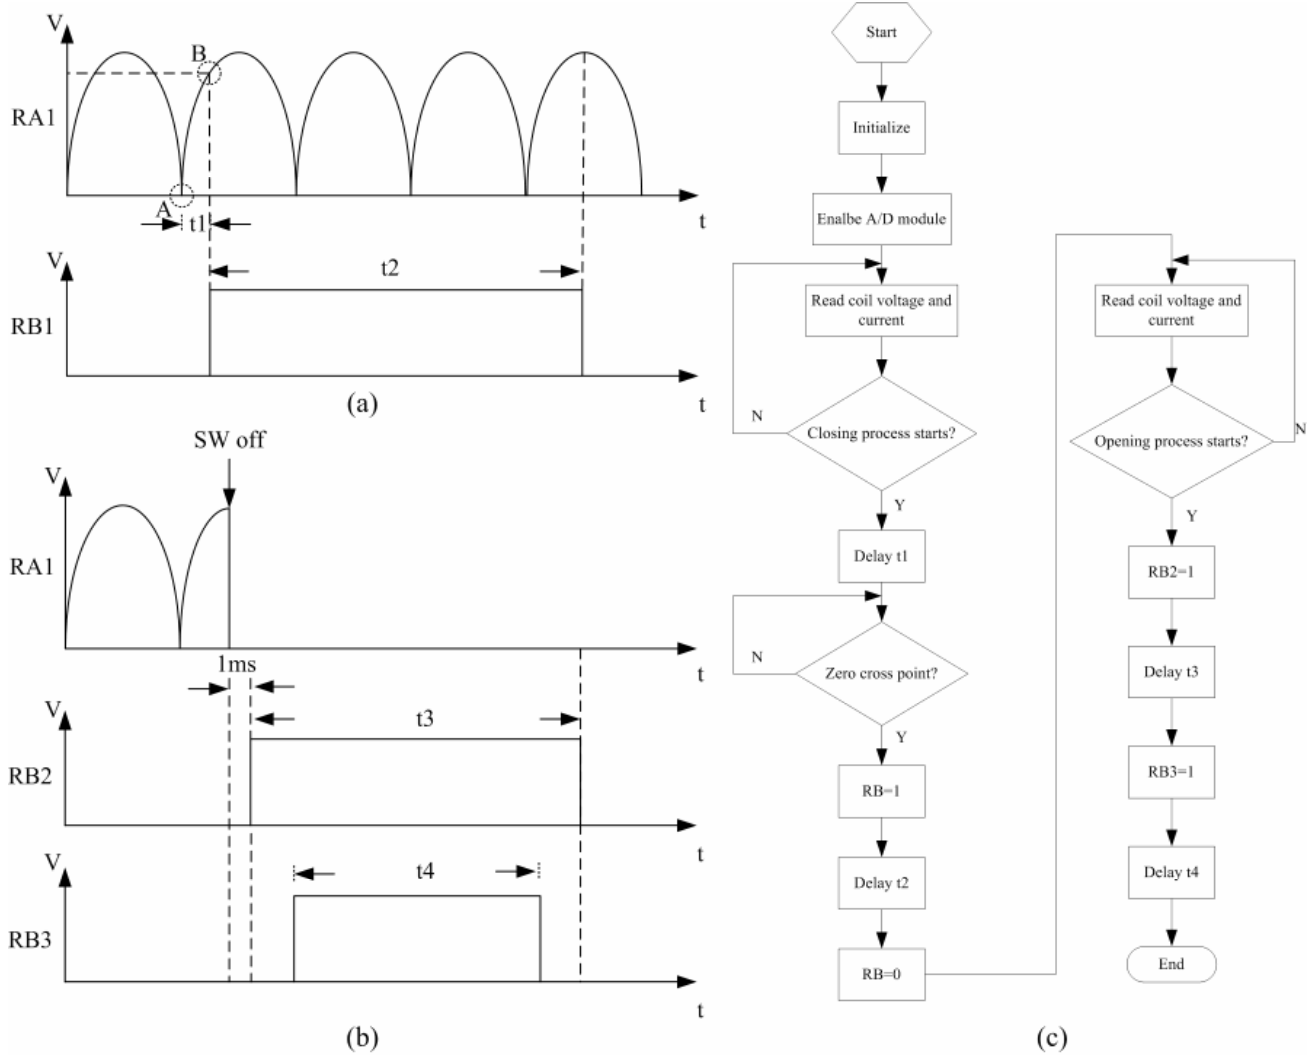 V
B
RA1
A
t1
t
V
t2
RB1
t
(a)
SW off
V
RA1
1ms
t
V
t3
RB2
t
V
t4
RB3
t
(b)
Start
Initialize
Enalbe A/D module
Read coil voltage and
current
N
Closing process starts?
Y
Delay t1
N
Zero cross point?
Y
RB=1
Delay t2
RB=0
Read coil voltage and
current
Opening process starts?
N
Y
RB2=1
Delay t3
RB3=1
Delay t4
End
(c)